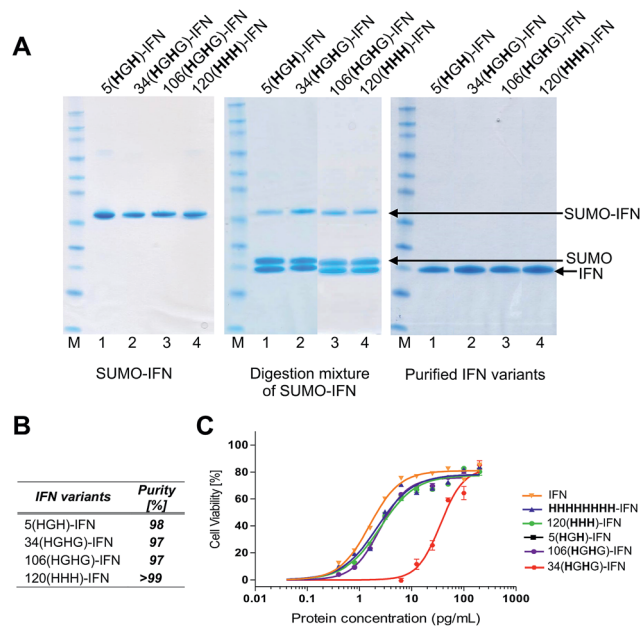 A
5(HGH)-IFN
34(HGHG)-IFN
106(HGHG)-IFN
120(HHH)-IFN
5(HGH)-IFN
34(HGHG)-IFN
106(HGHG)-IFN
120(HHH)-IFN
5(HGH)-IFN
34(HGHG)-IFN
106(HGHG)-IFN
120(HHH)-IFN
SUMO-IFN
SUMO
IFN
M 1 2 3 4 M 1 2 3 4 M 1 2 3 4
SUMO-IFN
Digestion mixture
of SUMO-IFN
Purified IFN variants
B
IFN variants Purity
[%]
5(HGH)-IFN 98
34(HGHG)-IFN 97
106(HGHG)-IFN 97
120(HHH)-IFN >99
C
Cell Viability [%]
100
80
60
40
20
0
0.01 0.1 1 10 100 1000
Protein concentration (pg/mL)
IFN
HHHHHHHH-IFN
120(HHH)-IFN
5(HGH)-IFN
106(HGHG)-IFN
34(HGHG)-IFN